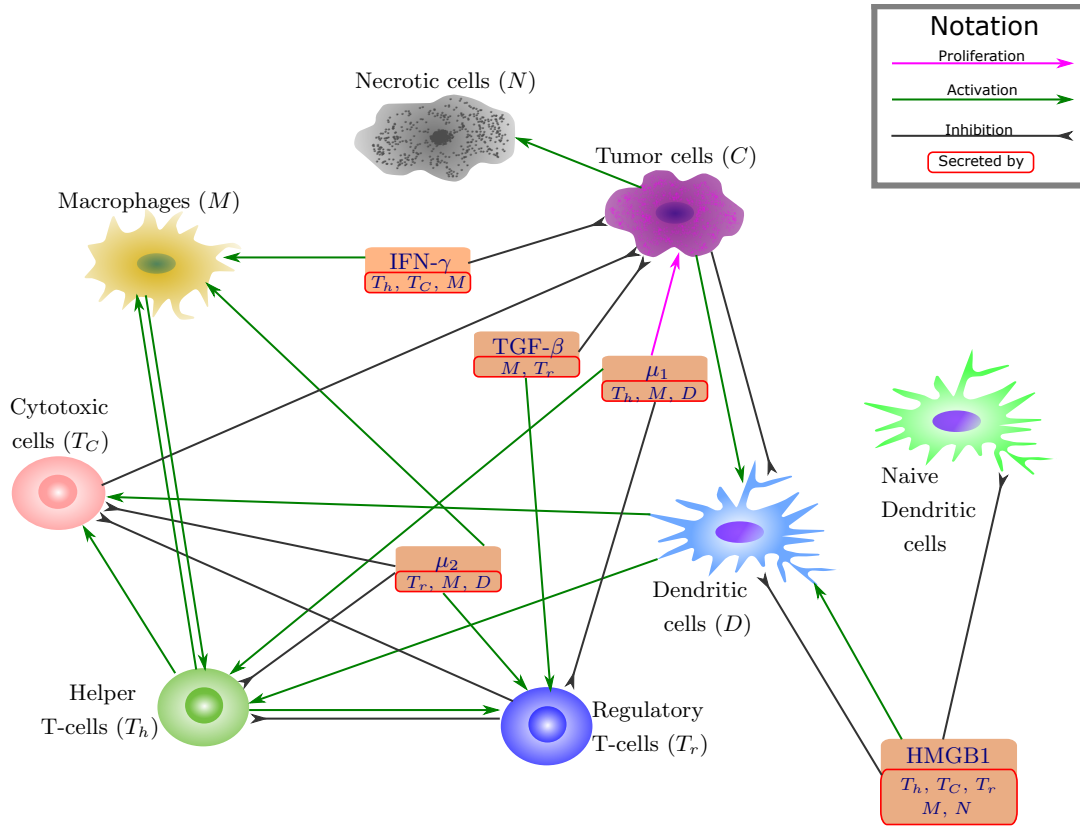 Notation
Proliferation
Activation
Inhibition
Secreted by
Necrotic cells (N)
Tumor cells (C)
Macrophages (M)
IFN-γ
T_h, T_C, M
TGF-β
M, T_r
μ_1
T_h, M, D
Cytotoxic
cells (T_C)
Naive
Dendritic
cells
μ_2
T_r, M, D
Dendritic
cells (D)
Helper
T-cells (T_h)
Regulatory
T-cells (T_r)
HMGB1
T_h, T_C, T_r
M, N